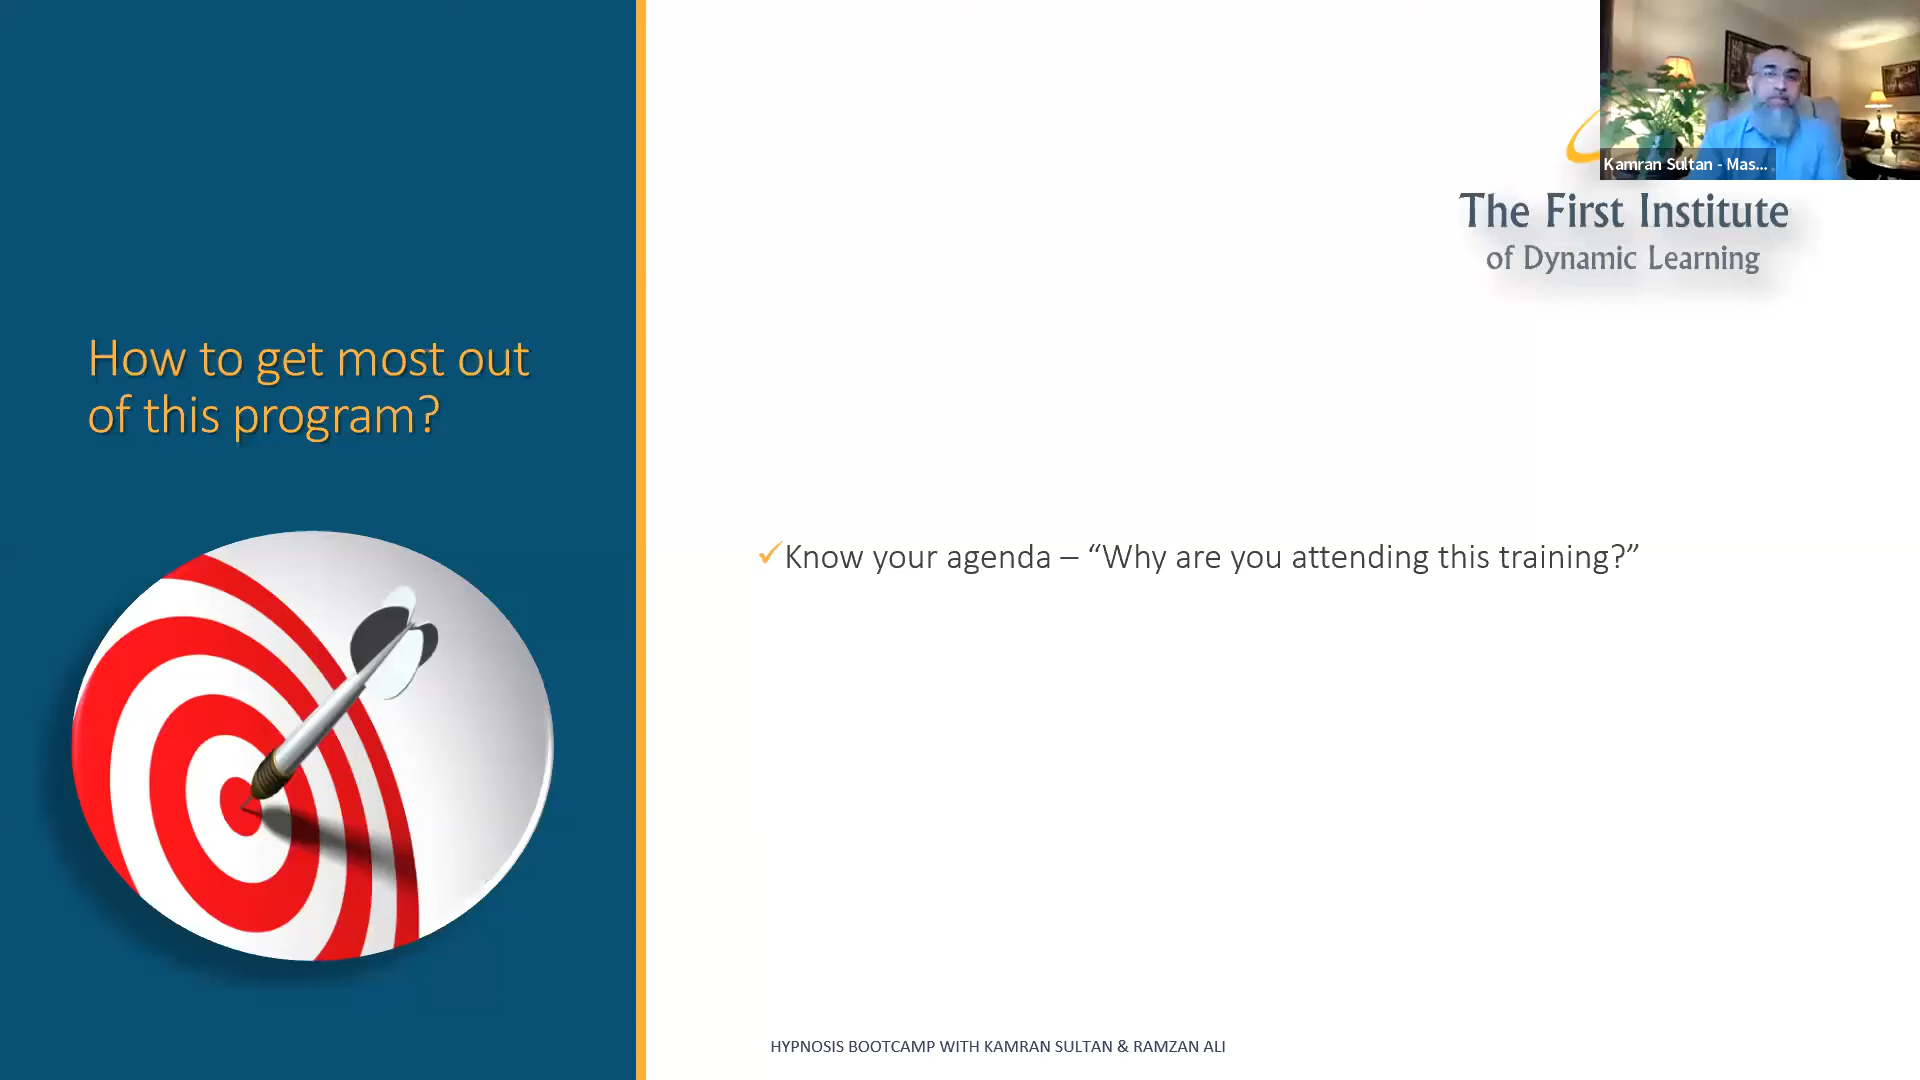 Kamran Sultan - Mas...
The First Institute
of Dynamic Learning
How to get most out
of this program?
✓Know your agenda – “Why are you attending this training?”
HYPNOSIS BOOTCAMP WITH KAMRAN SULTAN & RAMZAN ALI